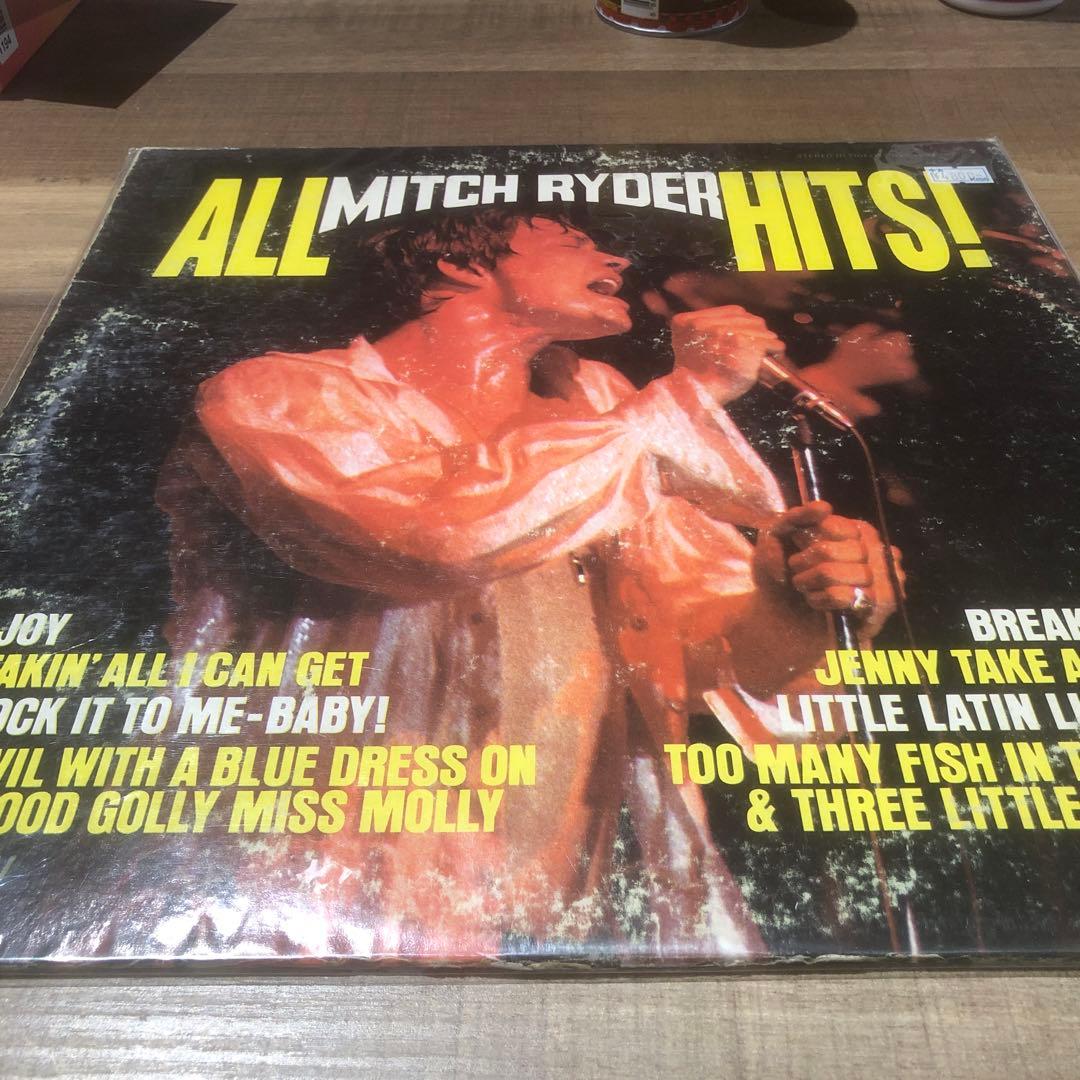 ALL MITCH RYDER HITS!
JOY
AKIN' ALL I CAN GET
OCK IT TO ME-BABY!
VIL WITH A BLUE DRESS ON
OOD GOLLY MISS MOLLY
BREAK
JENNY TAKE A
LITTLE LATIN L
TOO MANY FISH IN T
& THREE LITTLE